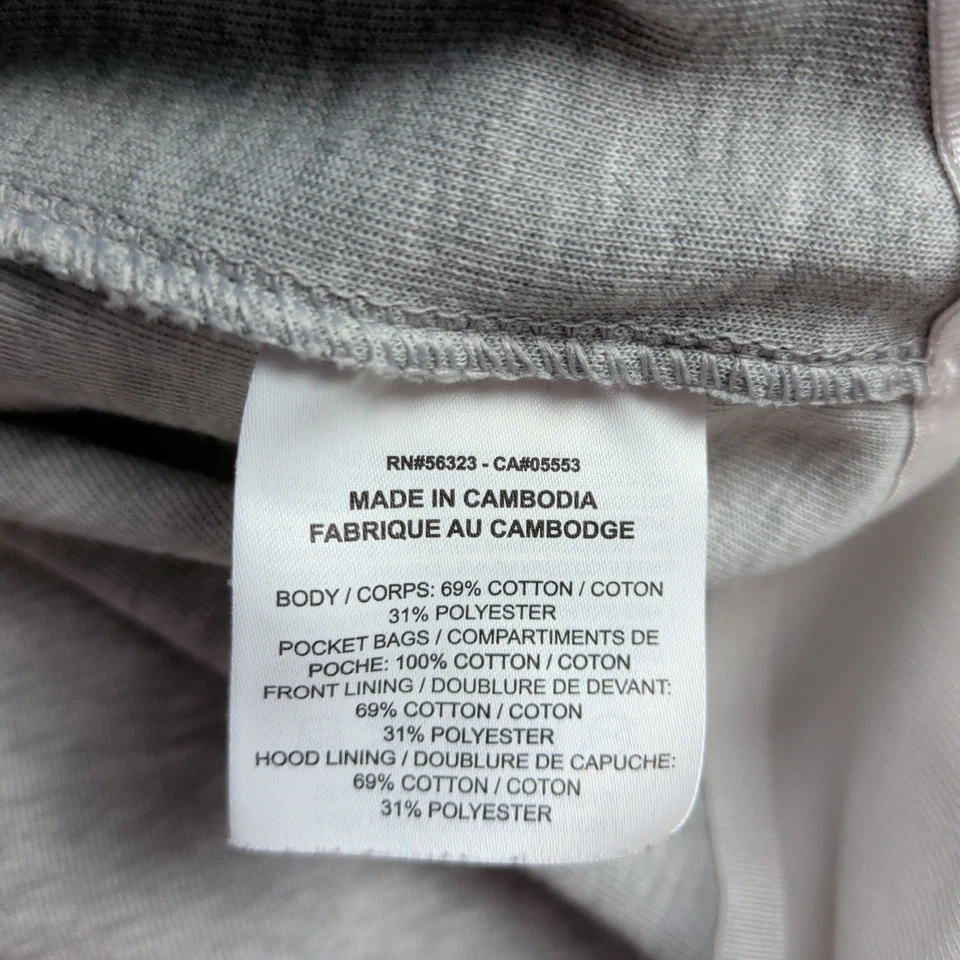 RN#56323 - CA#05553
MADE IN CAMBODIA
FABRIQUE AU CAMBODGE
BODY / CORPS: 69% COTTON / COTON
31% POLYESTER
POCKET BAGS / COMPARTIMENTS DE
POCHE: 100% COTTON / COTON
FRONT LINING / DOUBLURE DE DEVANT:
69% COTTON / COTON
31% POLYESTER
HOOD LINING / DOUBLURE DE CAPUCHE:
69% COTTON / COTON
31% POLYESTER